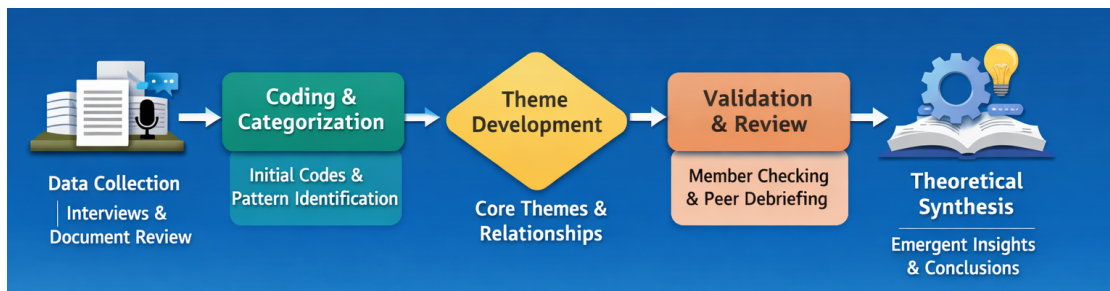 Data Collection
Interviews &
Document Review
Coding &
Categorization
Initial Codes &
Pattern Identification
Theme
Development
Core Themes &
Relationships
Validation
& Review
Member Checking
& Peer Debriefing
Theoretical
Synthesis
Emergent Insights
& Conclusions